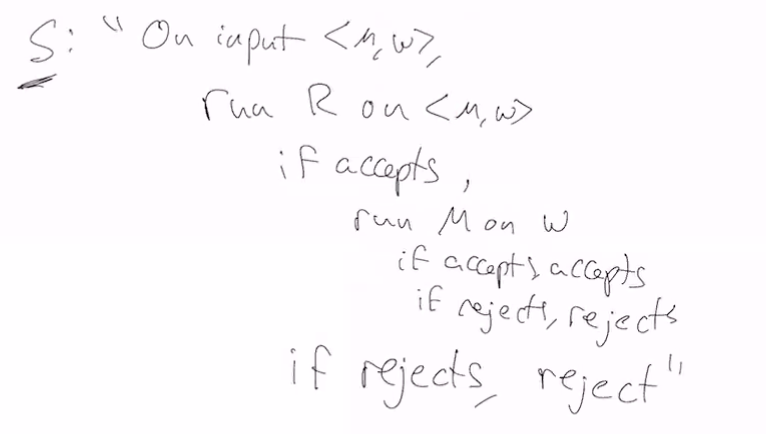 S: "On input <M,w>,
run R on <M,w>
if accepts,
run M on w
if accepts, accepts
if rejects, rejects
if rejects, reject"